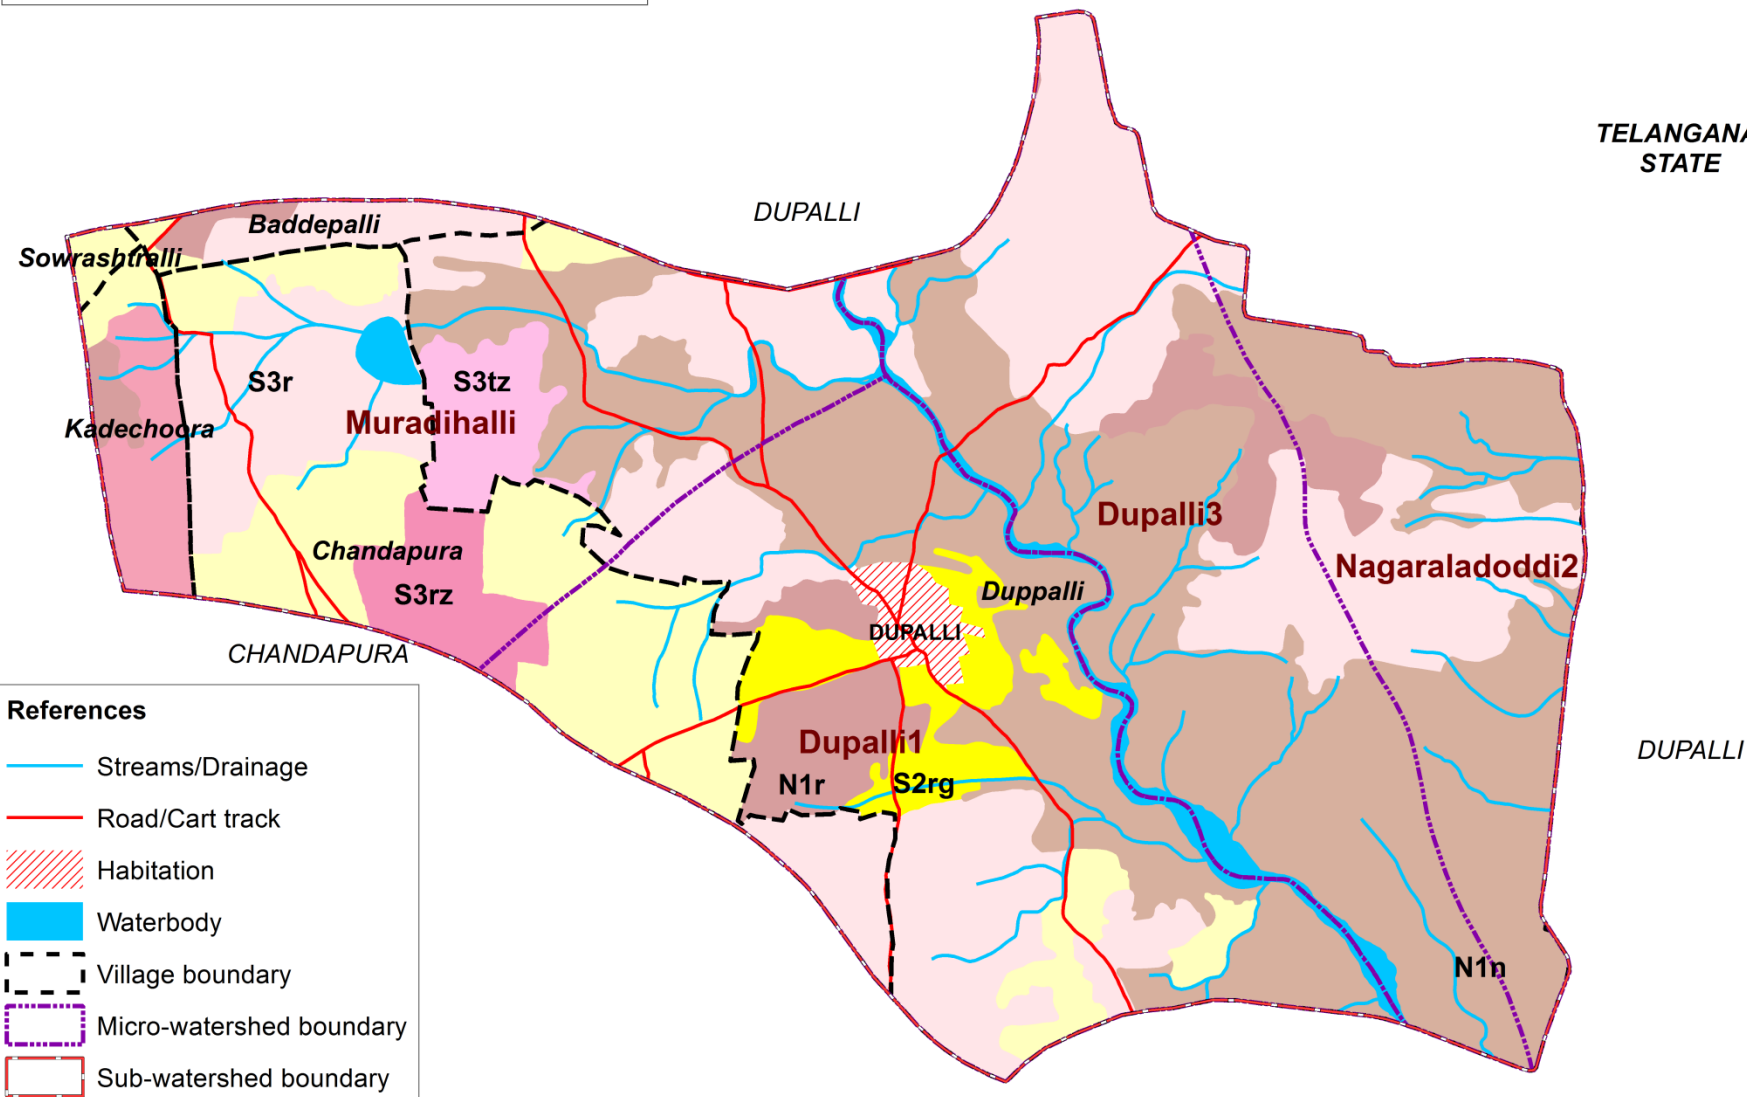 TELANGANA
STATE
DUPALLI
Baddepalli
Sowrashtralli
S3r
S3tz
Muradihalli
Kadechoora
Dupalli3
Chandapura
Nagaraladoddi2
S3rz
Duppalli
DUPALLI
CHANDAPURA
Dupalli1
DUPALLI
N1r
S2rg
N1n
References
Streams/Drainage
Road/Cart track
Habitation
Waterbody
Village boundary
Micro-watershed boundary
Sub-watershed boundary